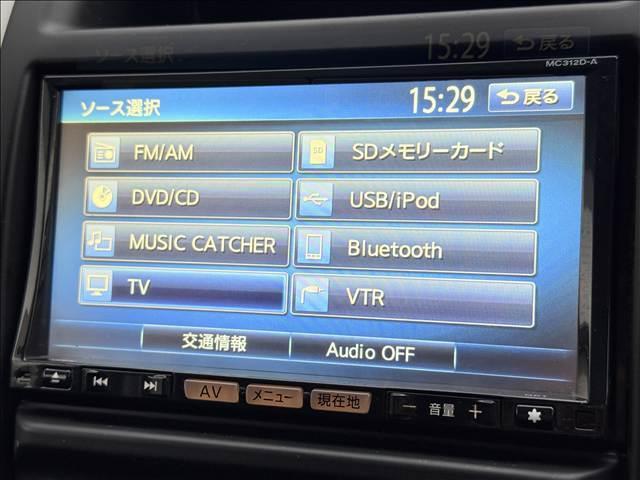 MC312D-A
ソース選択
15:29
戻る
FM/AM
SD
SDメモリーカード
DVD/CD
USB/iPod
MUSIC CATCHER
Bluetooth
TV
VTR
交通情報
Audio OFF
AV
メニュー
現在地
- 音量 +